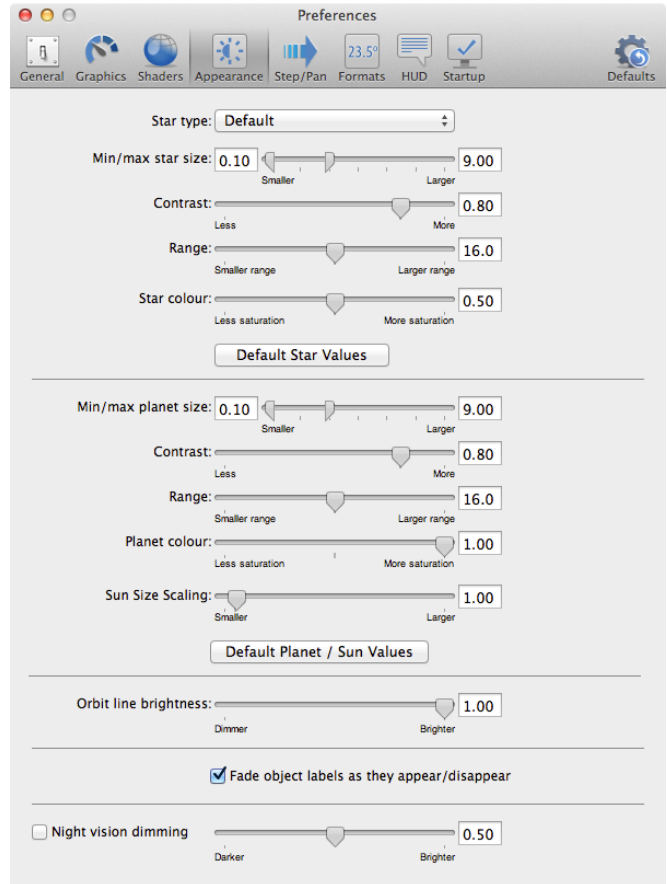 Preferences
General Graphics Shaders Appearance Step/Pan 23.5° Formats HUD Startup Defaults
Star type: Default
Min/max star size: 0.10 9.00
Smaller Larger
Contrast: 0.80
Less More
Range: 16.0
Smaller range Larger range
Star colour: 0.50
Less saturation More saturation
Default Star Values
Min/max planet size: 0.10 9.00
Smaller Larger
Contrast: 0.80
Less More
Range: 16.0
Smaller range Larger range
Planet colour: 1.00
Less saturation More saturation
Sun Size Scaling: 1.00
Smaller Larger
Default Planet / Sun Values
Orbit line brightness: 1.00
Dimmer Brighter
Fade object labels as they appear/disappear
Night vision dimming 0.50
Darker Brighter